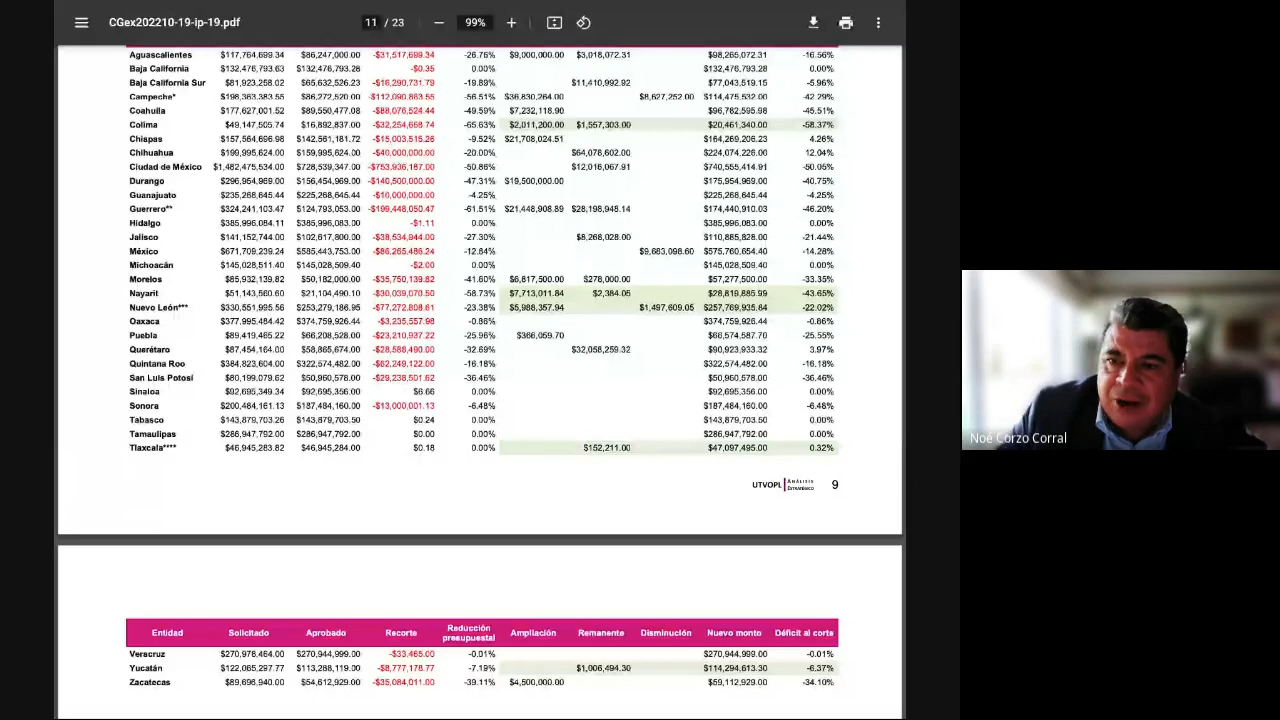 CGex202210-19-ip-19.pdf 11 / 23 99%
Aguascalientes $117,764,699.34 $86,247,000.00 -$31,517,699.34 -26.76% $9,000,000.00 $3,018,072.31 $98,265,072.31 -16.56%
Baja California $132,476,793.63 $132,476,793.28 -$0.35 0.00% $132,476,793.28 0.00%
Baja California Sur $81,923,258.02 $65,632,526.23 -$16,290,731.79 -19.89% $11,410,992.92 $77,043,519.15 -5.96%
Campeche* $198,363,383.55 $86,272,520.00 -$112,090,863.55 -56.51% $36,830,264.00 $8,627,252.00 $114,475,532.00 -42.29%
Coahuila $177,627,001.52 $89,550,477.08 -$88,076,524.44 -49.59% $7,232,118.90 $96,782,595.98 -45.51%
Colima $49,147,505.74 $16,892,837.00 -$32,254,668.74 -65.63% $2,011,200.00 $1,557,303.00 $20,461,340.00 -58.37%
Chispas $157,564,696.98 $142,561,181.72 -$15,003,515.26 -9.52% $21,708,024.51 $164,269,206.23 4.26%
Chihuahua $199,995,624.00 $159,995,624.00 -$40,000,000.00 -20.00% $64,078,602.00 $224,074,226.00 12.04%
Ciudad de México $1,482,475,534.00 $728,539,347.00 -$753,936,187.00 -50.86% $12,016,067.91 $740,555,414.91 -50.05%
Durango $296,954,969.00 $156,454,969.00 -$140,500,000.00 -47.31% $19,500,000.00 $175,954,969.00 -40.75%
Guanajuato $235,268,645.44 $225,268,645.44 -$10,000,000.00 -4.25% $225,268,645.44 -4.25%
Guerrero** $324,241,103.47 $124,793,053.00 -$199,448,050.47 -61.51% $21,448,908.89 $28,198,948.14 $174,440,910.03 -46.20%
Hidalgo $385,996,084.11 $385,996,083.00 -$1.11 0.00% $385,996,083.00 0.00%
Jalisco $141,152,744.00 $102,617,800.00 -$38,534,944.00 -27.30% $8,268,028.00 $110,885,828.00 -21.44%
México $671,709,239.24 $585,443,753.00 -$86,265,486.24 -12.84% $9,683,098.60 $575,760,654.40 -14.28%
Michoacán $145,028,511.40 $145,028,509.40 -$2.00 0.00% $145,028,509.40 0.00%
Morelos $85,932,139.82 $50,182,000.00 -$35,750,139.82 -41.60% $6,817,500.00 $278,000.00 $57,277,500.00 -33.35%
Nayarit $51,143,560.60 $21,104,490.10 -$30,039,070.50 -58.73% $7,713,011.84 $2,384.05 $28,819,885.99 -43.65%
Nuevo León*** $330,551,995.56 $253,279,186.95 -$77,272,808.61 -23.38% $5,988,357.94 $1,497,609.05 $257,769,935.84 -22.02%
Oaxaca $377,995,484.42 $374,759,926.44 -$3,235,557.98 -0.86% $374,759,926.44 -0.86%
Puebla $89,419,465.22 $66,208,528.00 -$23,210,937.22 -25.96% $366,059.70 $66,574,587.70 -25.55%
Querétaro $87,454,164.00 $58,865,674.00 -$28,588,490.00 -32.69% $32,058,259.32 $90,923,933.32 3.97%
Quintana Roo $384,823,604.00 $322,574,482.00 -$62,249,122.00 -16.18% $322,574,482.00 -16.18%
San Luis Potosí $80,199,079.62 $50,960,578.00 -$29,238,501.62 -36.46% $50,960,578.00 -36.46%
Sinaloa $92,695,349.34 $92,695,356.00 $6.66 0.00% $92,695,356.00 0.00%
Sonora $200,484,161.13 $187,484,160.00 -$13,000,001.13 -6.48% $187,484,160.00 -6.48%
Tabasco $143,879,703.26 $143,879,703.50 $0.24 0.00% $143,879,703.50 0.00%
Tamaulipas $286,947,792.00 $286,947,792.00 $0.00 0.00% $286,947,792.00 0.00%
Tlaxcala**** $46,945,283.82 $46,945,284.00 $0.18 0.00% $152,211.00 $47,097,495.00 0.32%
UTVOPL ANÁLISIS ESTRATÉGICO 9
Entidad Solicitado Aprobado Recorte Reducción presupuestal Ampliación Remanente Disminución Nuevo monto Déficit al corte
Veracruz $270,978,464.00 $270,944,999.00 -$33,465.00 -0.01% $270,944,999.00 -0.01%
Yucatán $122,065,297.77 $113,288,119.00 -$8,777,178.77 -7.19% $1,006,494.30 $114,294,613.30 -6.37%
Zacatecas $89,696,940.00 $54,612,929.00 -$35,084,011.00 -39.11% $4,500,000.00 $59,112,929.00 -34.10%
Noé Corzo Corral